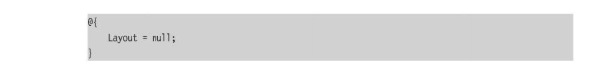 @{
    Layout = null;
}